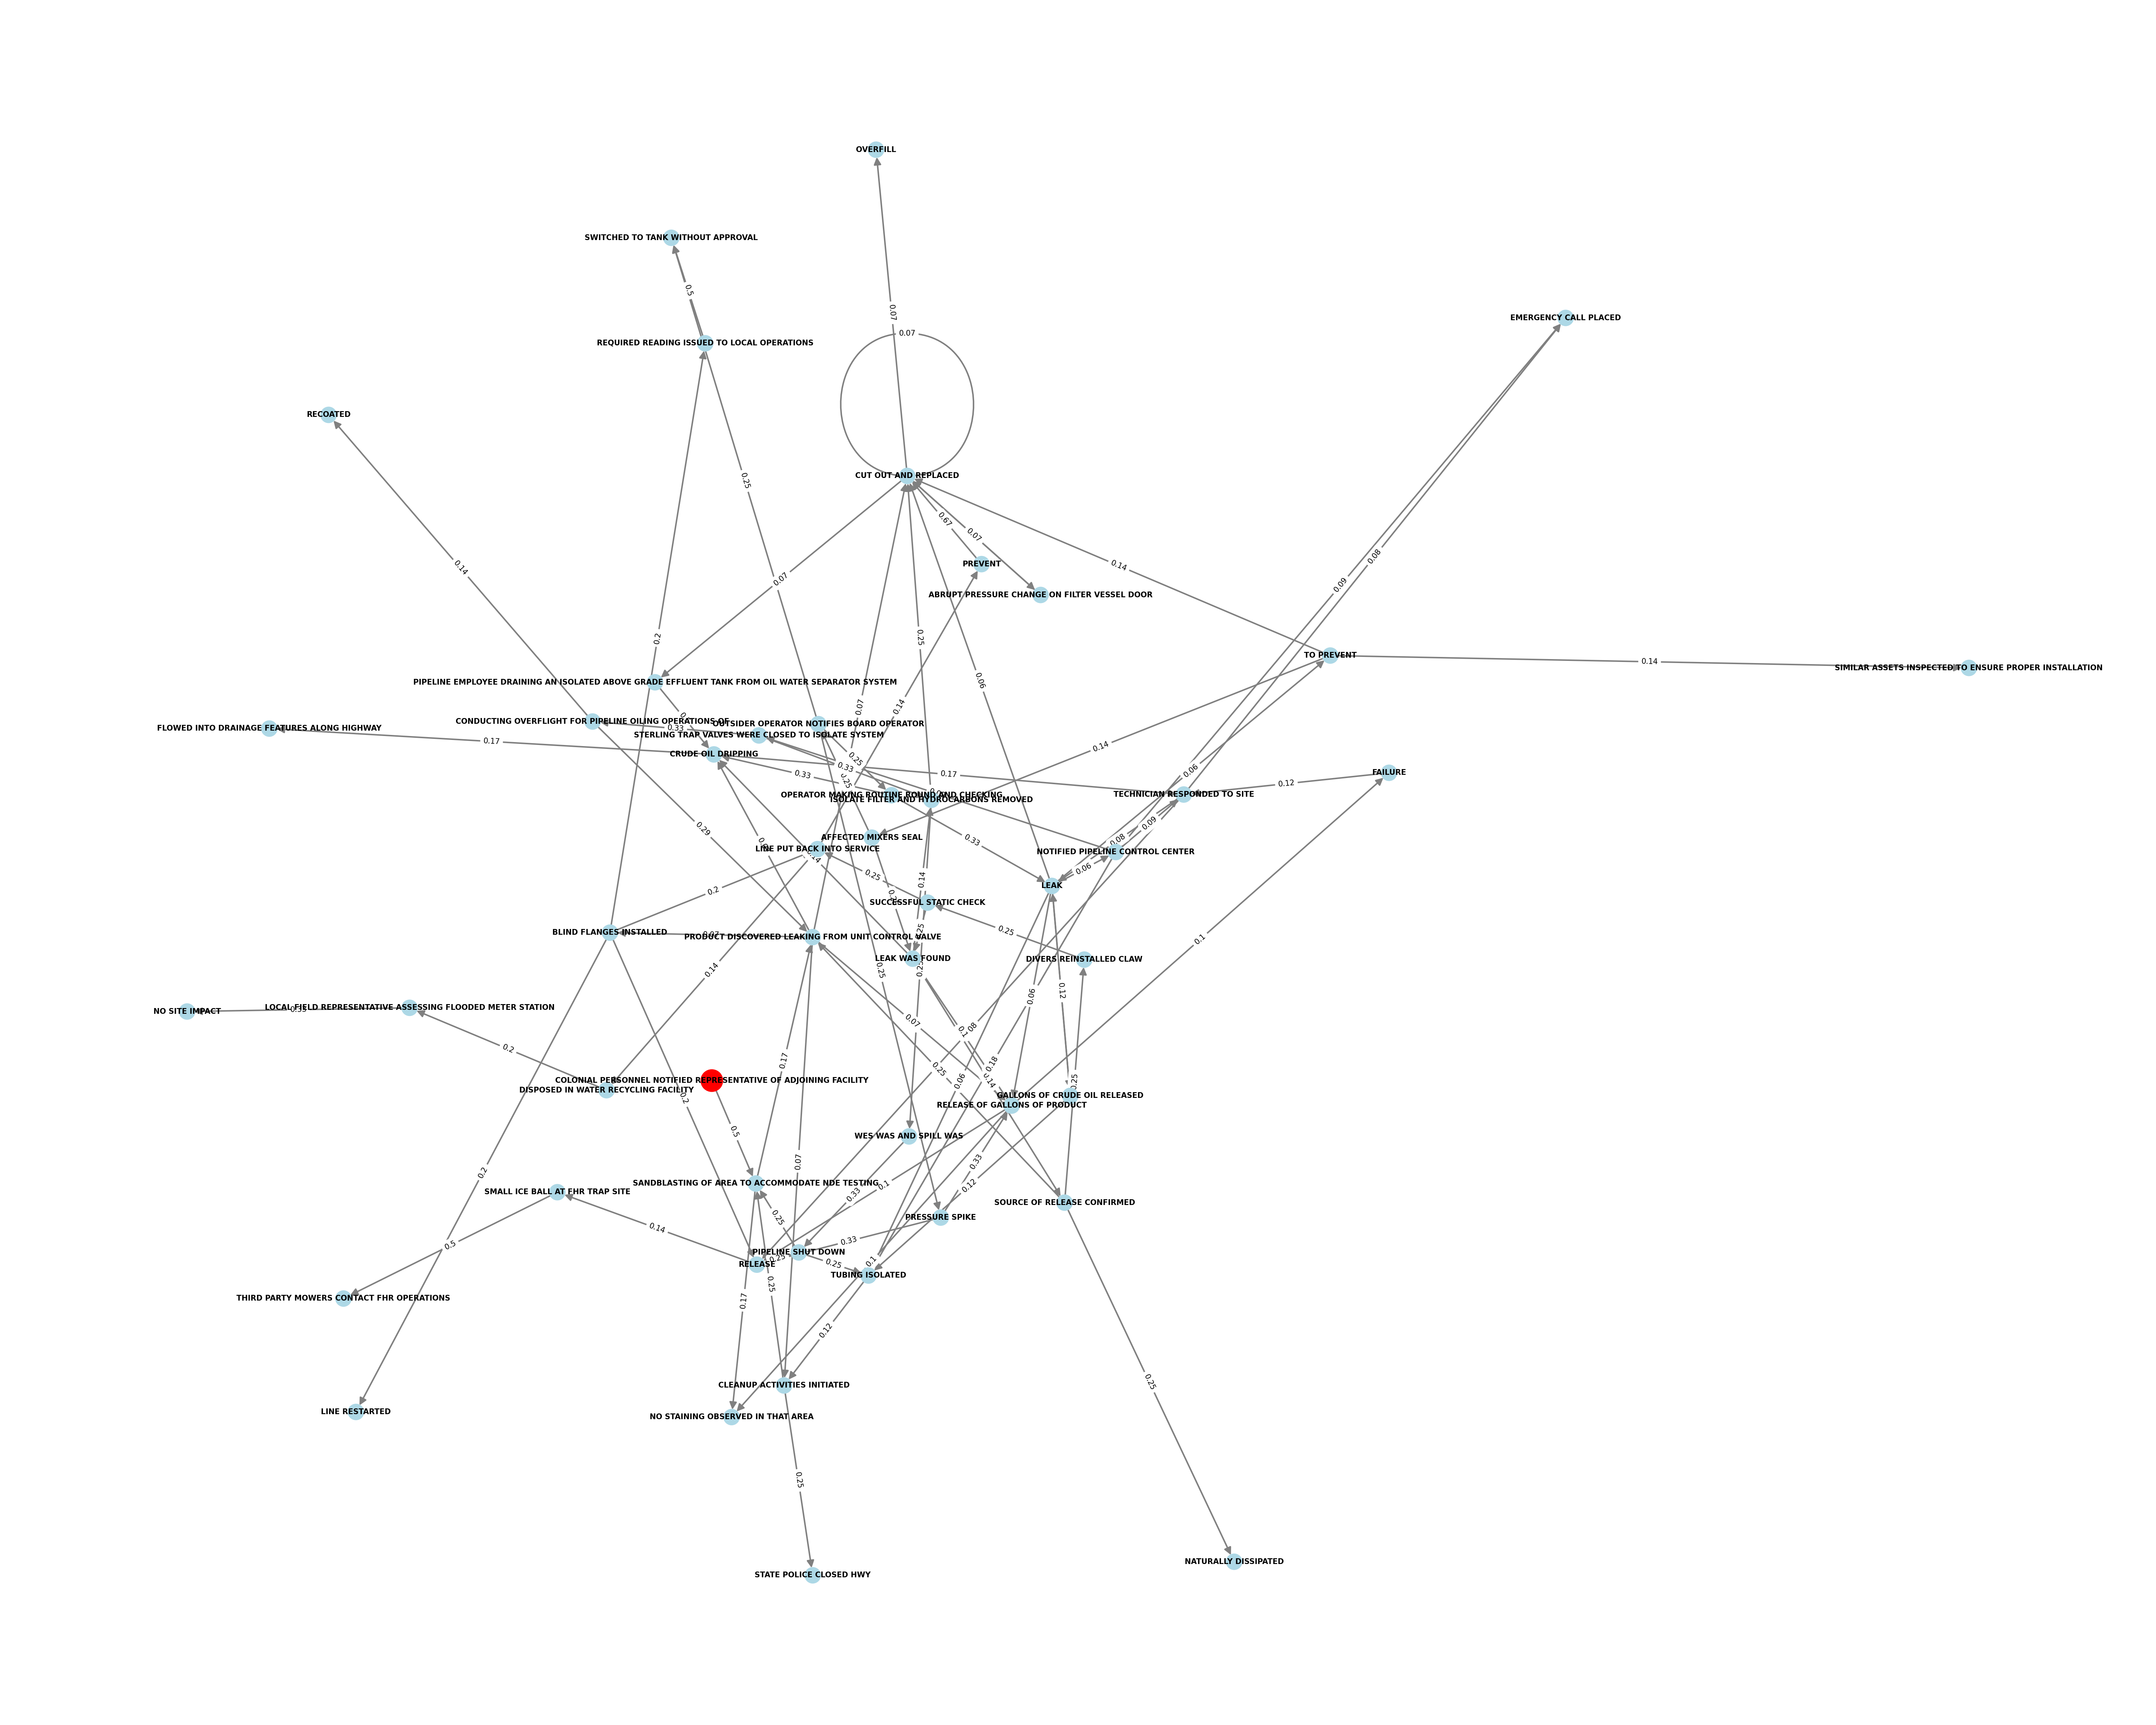 OVERFILL
SWITCHED TO TANK WITHOUT APPROVAL
0.5
0.07
EMERGENCY CALL PLACED
0.07
REQUIRED READING ISSUED TO LOCAL OPERATIONS
RECOATED
CUT OUT AND REPLACED
0.25
0.67
0.07
0.14
0.08
0.14
PREVENT
0.07
0.09
ABRUPT PRESSURE CHANGE ON FILTER VESSEL DOOR
0.2
0.25
TO PREVENT
0.14
SIMILAR ASSETS INSPECTED TO ENSURE PROPER INSTALLATION
0.06
PIPELINE EMPLOYEE DRAINING AN ISOLATED ABOVE GRADE EFFLUENT TANK FROM OIL WATER SEPARATOR SYSTEM
0.07
0.14
CONDUCTING OVERFLIGHT FOR PIPELINE OILING OPERATIONS OF
OUTSIDER OPERATOR NOTIFIES BOARD OPERATOR
FLOWED INTO DRAINAGE FEATURES ALONG HIGHWAY
0.33
STERLING TRAP VALVES WERE CLOSED TO ISOLATE SYSTEM
0.17
CRUDE OIL DRIPPING
0.25
0.14
0.33
0.33
0.17
0.06
FAILURE
0.25
0.12
OPERATOR MAKING ROUTINE ROUND AND CHECKING
TECHNICIAN RESPONDED TO SITE
ISOLATE FILTER AND HYDROCARBONS REMOVED
0.29
0.09
AFFECTED MIXERS SEAL
0.33
0.08
LINE PUT BACK INTO SERVICE
NOTIFIED PIPELINE CONTROL CENTER
0.06
0.25
0.14
LEAK
0.2
SUCCESSFUL STATIC CHECK
0.25
BLIND FLANGES INSTALLED
0.07
PRODUCT DISCOVERED LEAKING FROM UNIT CONTROL VALVE
0.1
LEAK WAS FOUND
DIVERS REINSTALLED CLAW
0.14
0.25
0.12
0.06
LOCAL FIELD REPRESENTATIVE ASSESSING FLOODED METER STATION
NO SITE IMPACT
0.33
0.07
0.2
0.17
0.25
0.18
COLONIAL PERSONNEL NOTIFIED REPRESENTATIVE OF ADJOINING FACILITY
0.06
0.14
0.25
DISPOSED IN WATER RECYCLING FACILITY
GALLONS OF CRUDE OIL RELEASED
0.2
RELEASE OF GALLONS OF PRODUCT
0.5
WES WAS AND SPILL WAS
0.07
0.33
0.2
SANDBLASTING OF AREA TO ACCOMMODATE NDE TESTING
0.1
0.12
SMALL ICE BALL AT FHR TRAP SITE
0.33
SOURCE OF RELEASE CONFIRMED
0.25
PRESSURE SPIKE
0.14
0.33
0.5
PIPELINE SHUT DOWN
0.25
0.1
RELEASE
0.25
TUBING ISOLATED
0.25
THIRD PARTY MOWERS CONTACT FHR OPERATIONS
0.17
0.12
0.25
CLEANUP ACTIVITIES INITIATED
LINE RESTARTED
NO STAINING OBSERVED IN THAT AREA
0.25
NATURALLY DISSIPATED
STATE POLICE CLOSED HWY